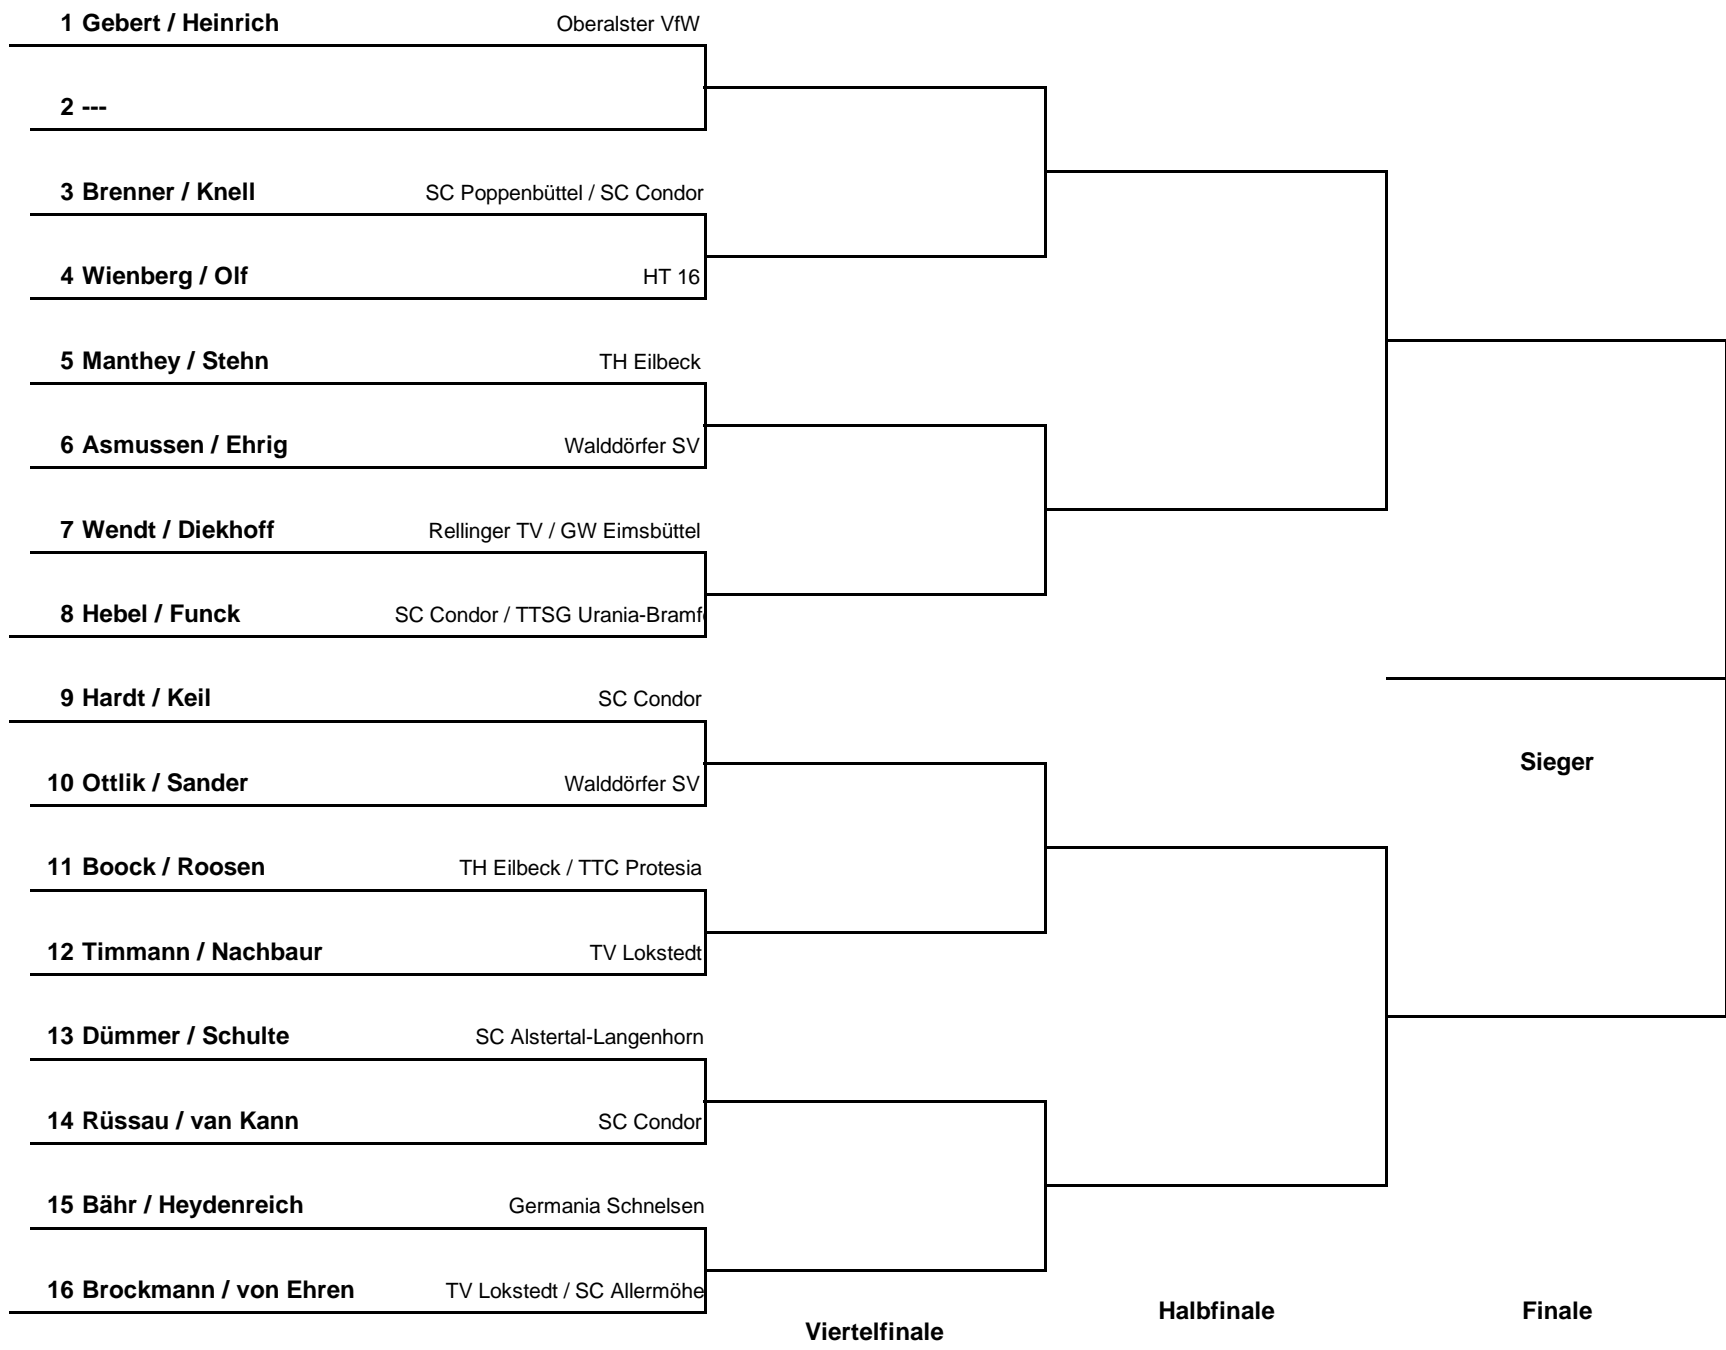 1 Gebert / Heinrich Oberalster VfW
2 ---
3 Brenner / Knell SC Poppenbüttel / SC Condor
4 Wienberg / Olf HT 16
5 Manthey / Stehn TH Eilbeck
6 Asmussen / Ehrig Walddörfer SV
7 Wendt / Diekhoff Rellinger TV / GW Eimsbüttel
8 Hebel / Funck SC Condor / TTSG Urania-Bramf
9 Hardt / Keil SC Condor
Sieger
10 Ottlik / Sander Walddörfer SV
11 Boock / Roosen TH Eilbeck / TTC Protesia
12 Timmann / Nachbaur TV Lokstedt
13 Dümmer / Schulte SC Alstertal-Langenhorn
14 Rüssau / van Kann SC Condor
15 Bähr / Heydenreich Germania Schnelsen
16 Brockmann / von Ehren TV Lokstedt / SC Allermöhe
Halbfinale Finale
Viertelfinale